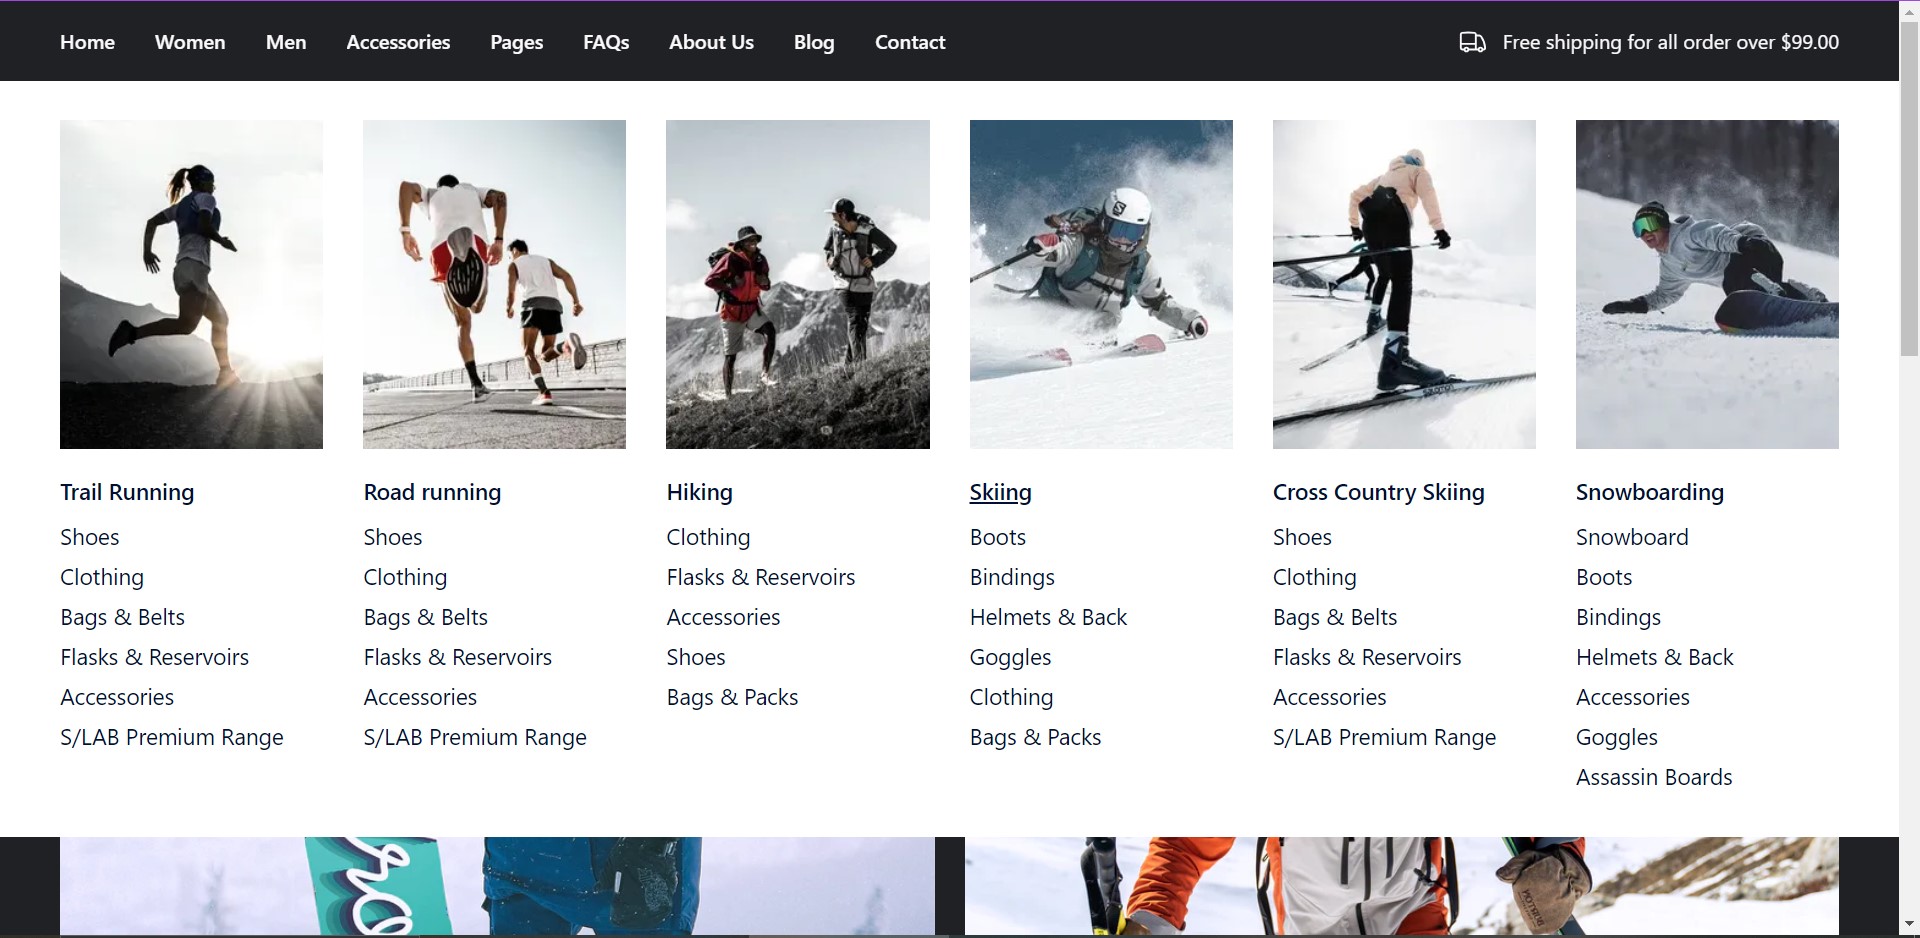 Home Women Men Accessories Pages FAQs About Us Blog Contact Free shipping for all order over $99.00
Trail Running
Shoes
Clothing
Bags & Belts
Flasks & Reservoirs
Accessories
S/LAB Premium Range
Road running
Shoes
Clothing
Bags & Belts
Flasks & Reservoirs
Accessories
S/LAB Premium Range
Hiking
Clothing
Flasks & Reservoirs
Accessories
Shoes
Bags & Packs
Skiing
Boots
Bindings
Helmets & Back
Goggles
Clothing
Bags & Packs
Cross Country Skiing
Shoes
Clothing
Bags & Belts
Flasks & Reservoirs
Accessories
S/LAB Premium Range
Snowboarding
Snowboard
Boots
Bindings
Helmets & Back
Accessories
Goggles
Assassin Boards